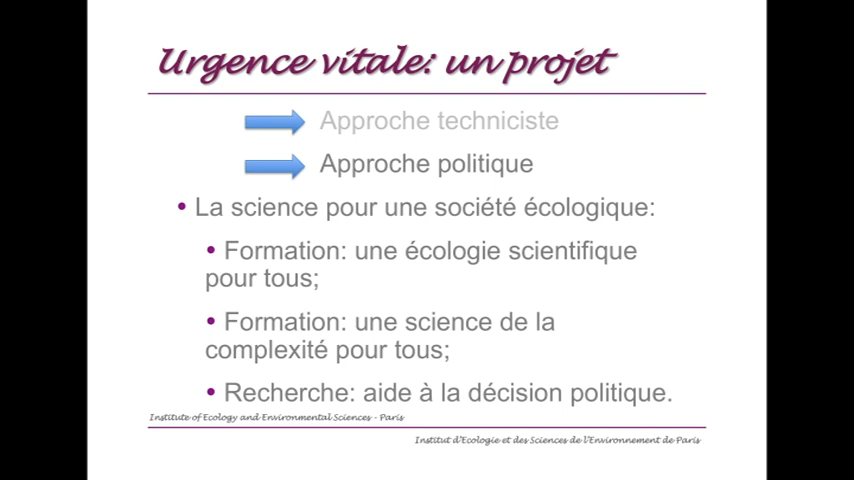 Urgence vitale: un projet
Approche techniciste
Approche politique
• La science pour une société écologique:
• Formation: une écologie scientifique
pour tous;
• Formation: une science de la
complexité pour tous;
• Recherche: aide à la décision politique.
Institute of Ecology and Environmental Sciences - Paris
Institut d'Ecologie et des Sciences de l'Environnement de Paris